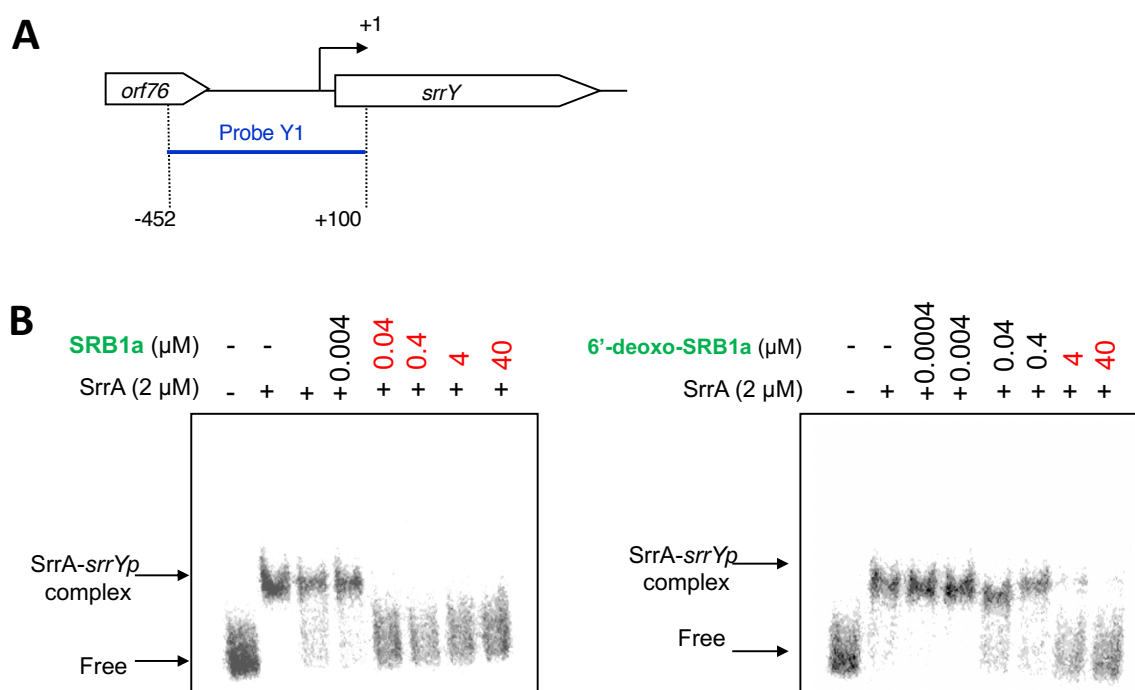 A
+1
orf76
srrY
Probe Y1
-452
+100
B
SRB1a (µM) - - 0.004 0.04 0.4 4 40
SrrA (2 µM) - + + + + + + +
SrrA-srrYp
complex
Free
6’-deoxo-SRB1a (µM) - - 0.0004 0.004 0.04 0.4 4 40
SrrA (2 µM) - + + + + + + +
SrrA-srrYp
complex
Free